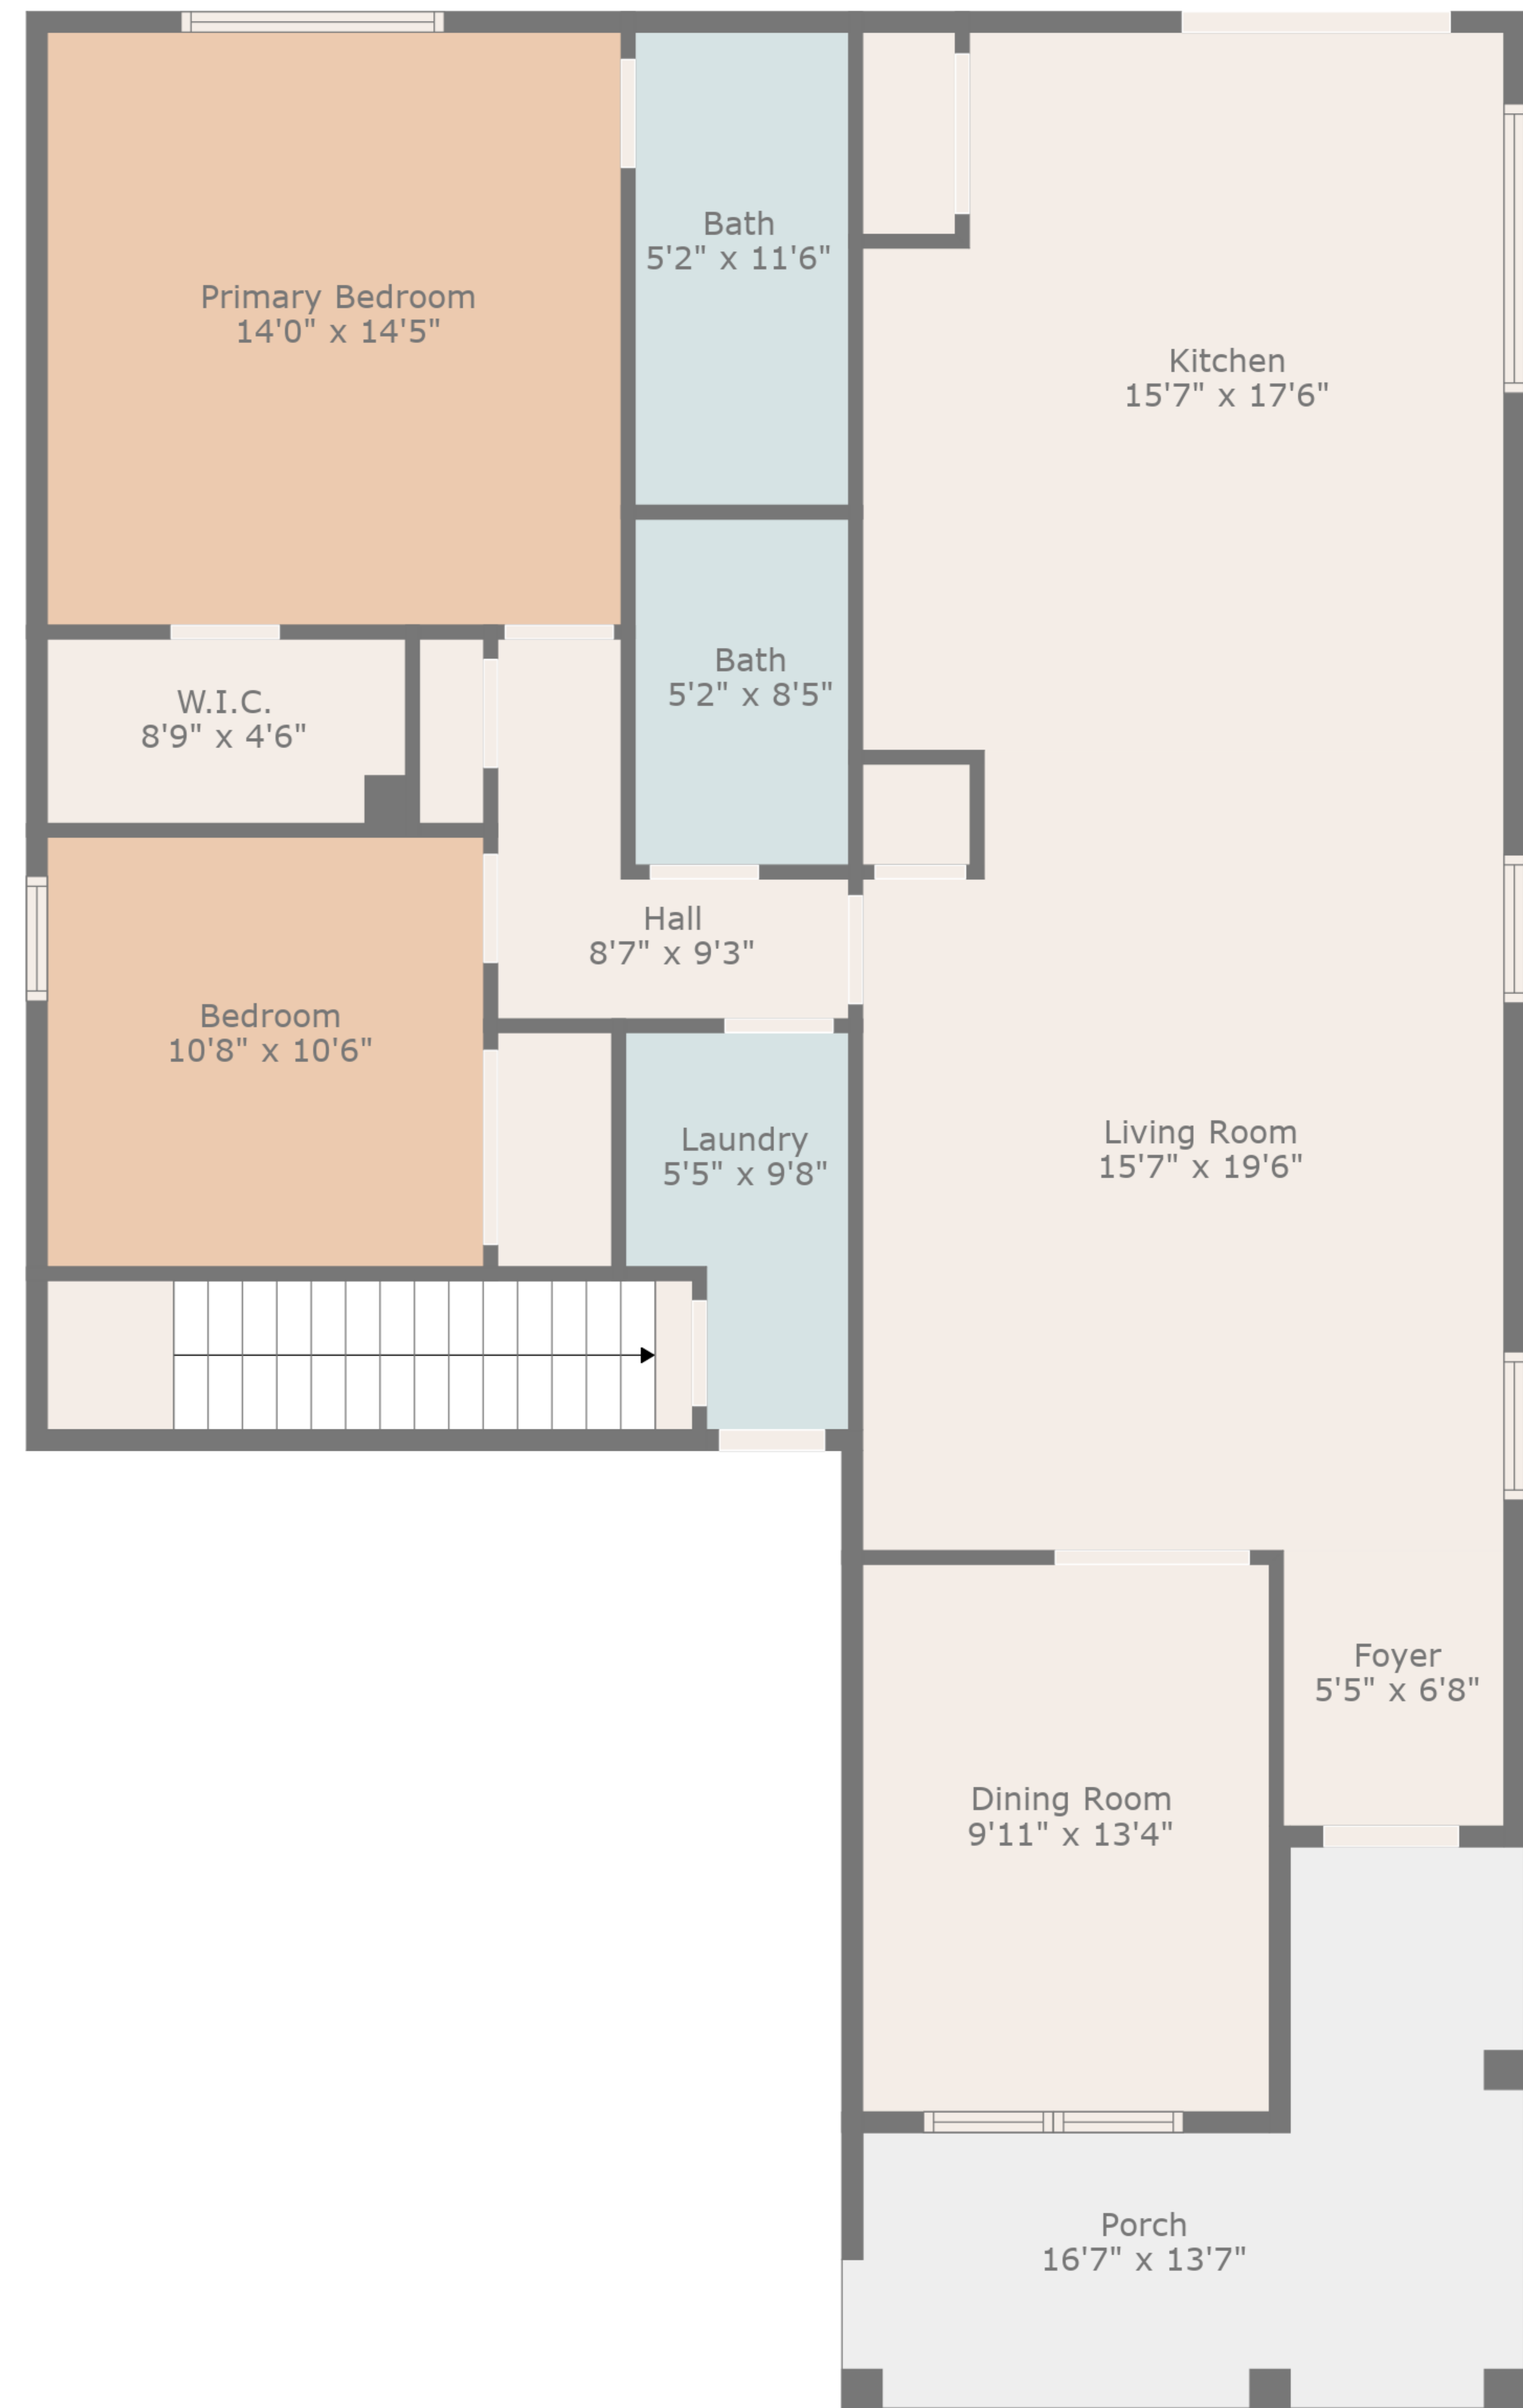 Bath
5'2" x 11'6"
Primary Bedroom
14'0" x 14'5"
Kitchen
15'7" x 17'6"
Bath
5'2" x 8'5"
W.I.C.
8'9" x 4'6"
Hall
8'7" x 9'3"
Bedroom
10'8" x 10'6"
Laundry
5'5" x 9'8"
Living Room
15'7" x 19'6"
Foyer
5'5" x 6'8"
Dining Room
9'11" x 13'4"
Porch
16'7" x 13'7"